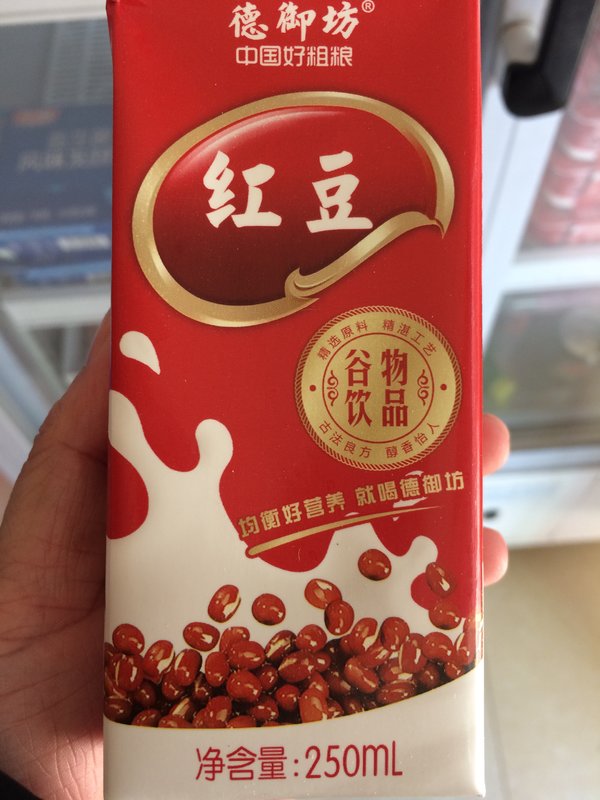 德御坊®
中国好粗粮
红豆
精选原料 精湛工艺
谷物
饮品
古法良方 醇香怡人
均衡好营养 就喝德御坊
净含量:250mL